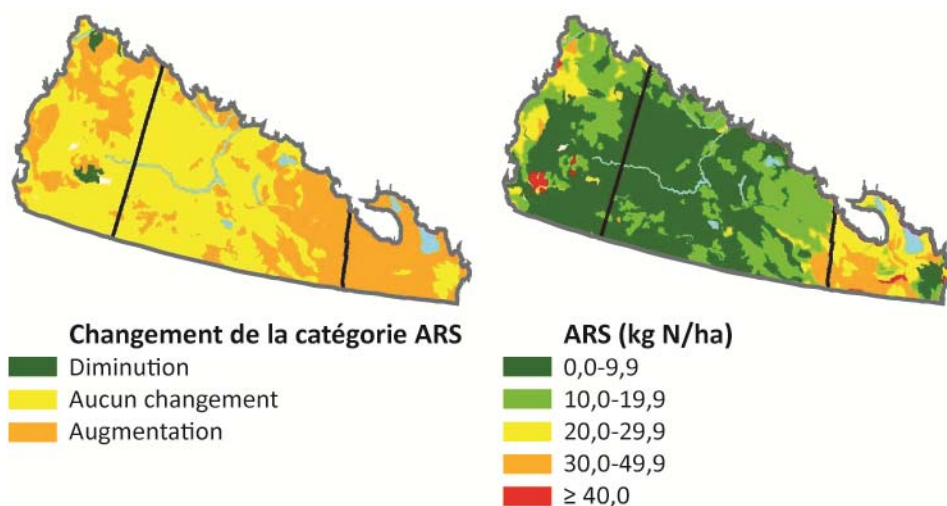 Changement de la catégorie ARS
Diminution
Aucun changement
Augmentation
ARS (kg N/ha)
0,0-9,9
10,0-19,9
20,0-29,9
30,0-49,9
≥ 40,0